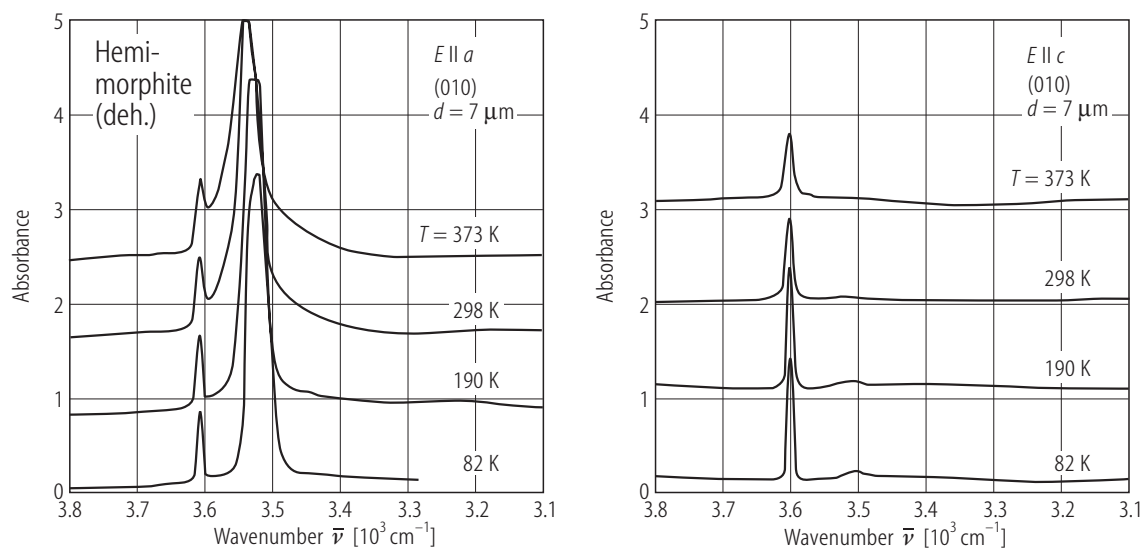 5
4
3
2
1
0
Absorbance
Hemi-
morphite
(deh.)
E II a
(010)
d = 7 μm
T = 373 K
298 K
190 K
82 K
3.8 3.7 3.6 3.5 3.4 3.3 3.2 3.1
Wavenumber ν̅ [10³ cm⁻¹]
5
4
3
2
1
0
Absorbance
E II c
(010)
d = 7 μm
T = 373 K
298 K
190 K
82 K
3.8 3.7 3.6 3.5 3.4 3.3 3.2 3.1
Wavenumber ν̅ [10³ cm⁻¹]